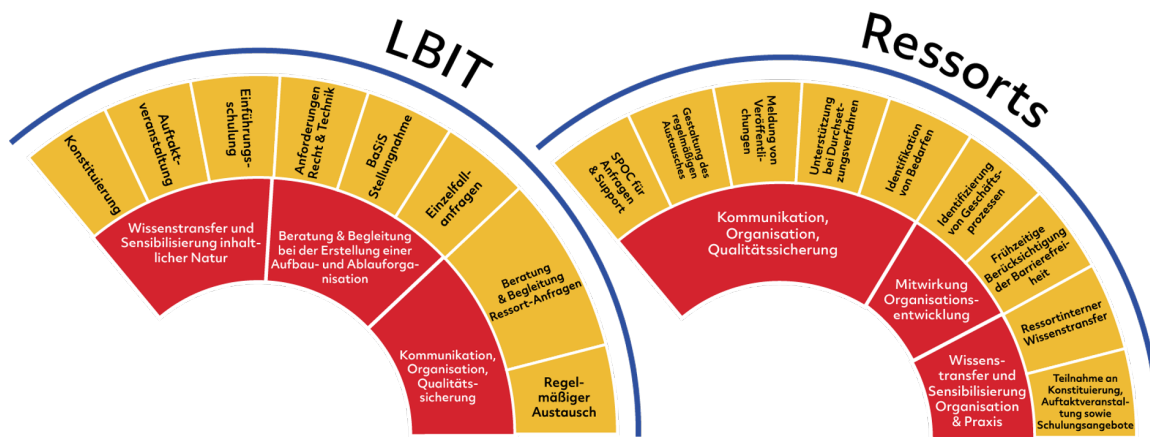 LBIT
Konstituierung
Auftakt-
veranstaltung
Einführungs-
schulung
Anforderungen
Recht & Technik
BaSiS
Stellungnahme
Einzelfall-
anfragen
Beratung
& Begleitung
Ressort-Anfragen
Regel-
mäßiger
Austausch
Wissenstransfer und
Sensibilisierung inhalt-
licher Natur
Beratung & Begleitung
bei der Erstellung einer
Aufbau- und Ablauforga-
nisation
Kommunikation,
Organisation,
Qualitäts-
sicherung
Ressorts
SPOC für
Anfragen
& Support
Gestaltung des
regelmäßigen
Austausches
Meldung von
Veröffentli-
chungen
Unterstützung
bei Durchset-
zungsverfahren
Identifikation
von Bedarfen
Identifizierung
von Geschäfts-
prozessen
Frühzeitige
Berücksichtigung
der Barrierefrei-
heit
Ressortinterner
Wissenstransfer
Teilnahme an
Konstituierung,
Auftaktveranstal-
tung sowie
Schulungsangebote
Kommunikation,
Organisation,
Qualitätssicherung
Mitwirkung
Organisations-
entwicklung
Wissens-
transfer und
Sensibilisierung
Organisation
& Praxis